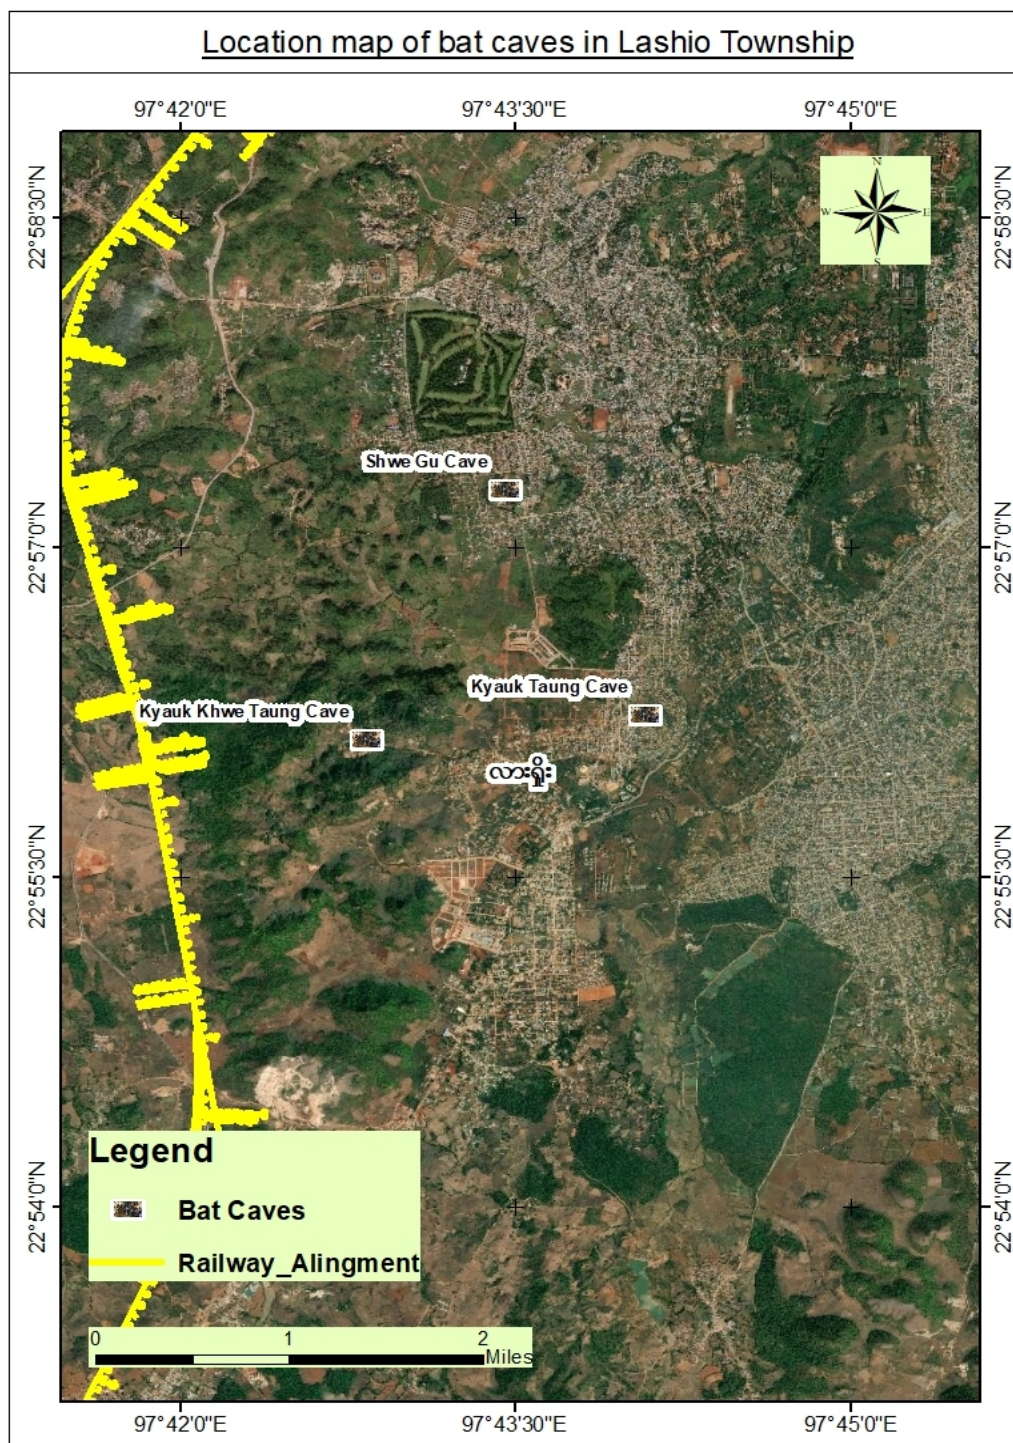 Location map of bat caves in Lashio Township
97°42'0"E 97°43'30"E 97°45'0"E
22°58'30"N 22°58'30"N
N
W E
S
Shwe Gu Cave
22°57'0"N 22°57'0"N
Kyauk Taung Cave
Kyauk Khwe Taung Cave
လားရှိုး
22°55'30"N 22°55'30"N
22°54'0"N 22°54'0"N
Legend
Bat Caves
Railway_Alingment
0 1 2
Miles
97°42'0"E 97°43'30"E 97°45'0"E